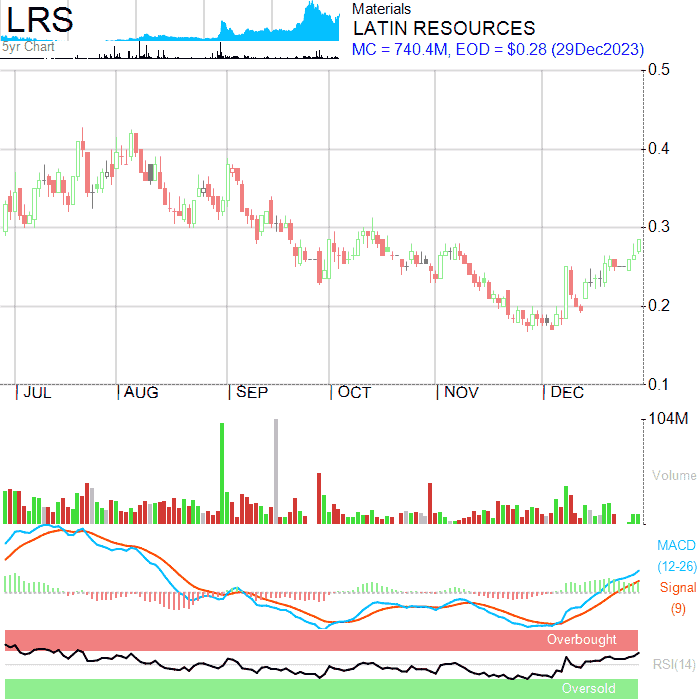 LRS
5yr Chart
Materials
LATIN RESOURCES
MC = 740.4M, EOD = $0.28 (29Dec2023)
0.5
0.4
0.3
0.2
0.1
JUL AUG SEP OCT NOV DEC
104M
Volume
MACD
(12-26)
Signal
(9)
Overbought
RSI(14)
Oversold